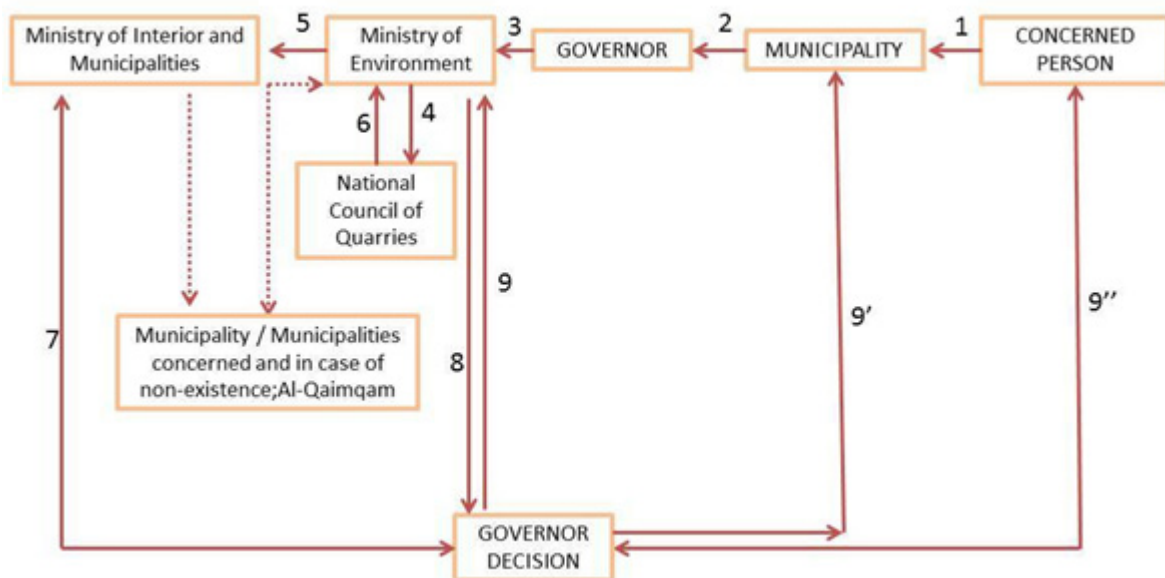 Ministry of Interior and
Municipalities
5
Ministry of
Environment
3
GOVERNOR
2
MUNICIPALITY
1
CONCERNED
PERSON
6
4
National
Council of
Quarries
7
Municipality / Municipalities
concerned and in case of
non-existence;Al-Qaimqam
8
9
9’
9’’
GOVERNOR
DECISION